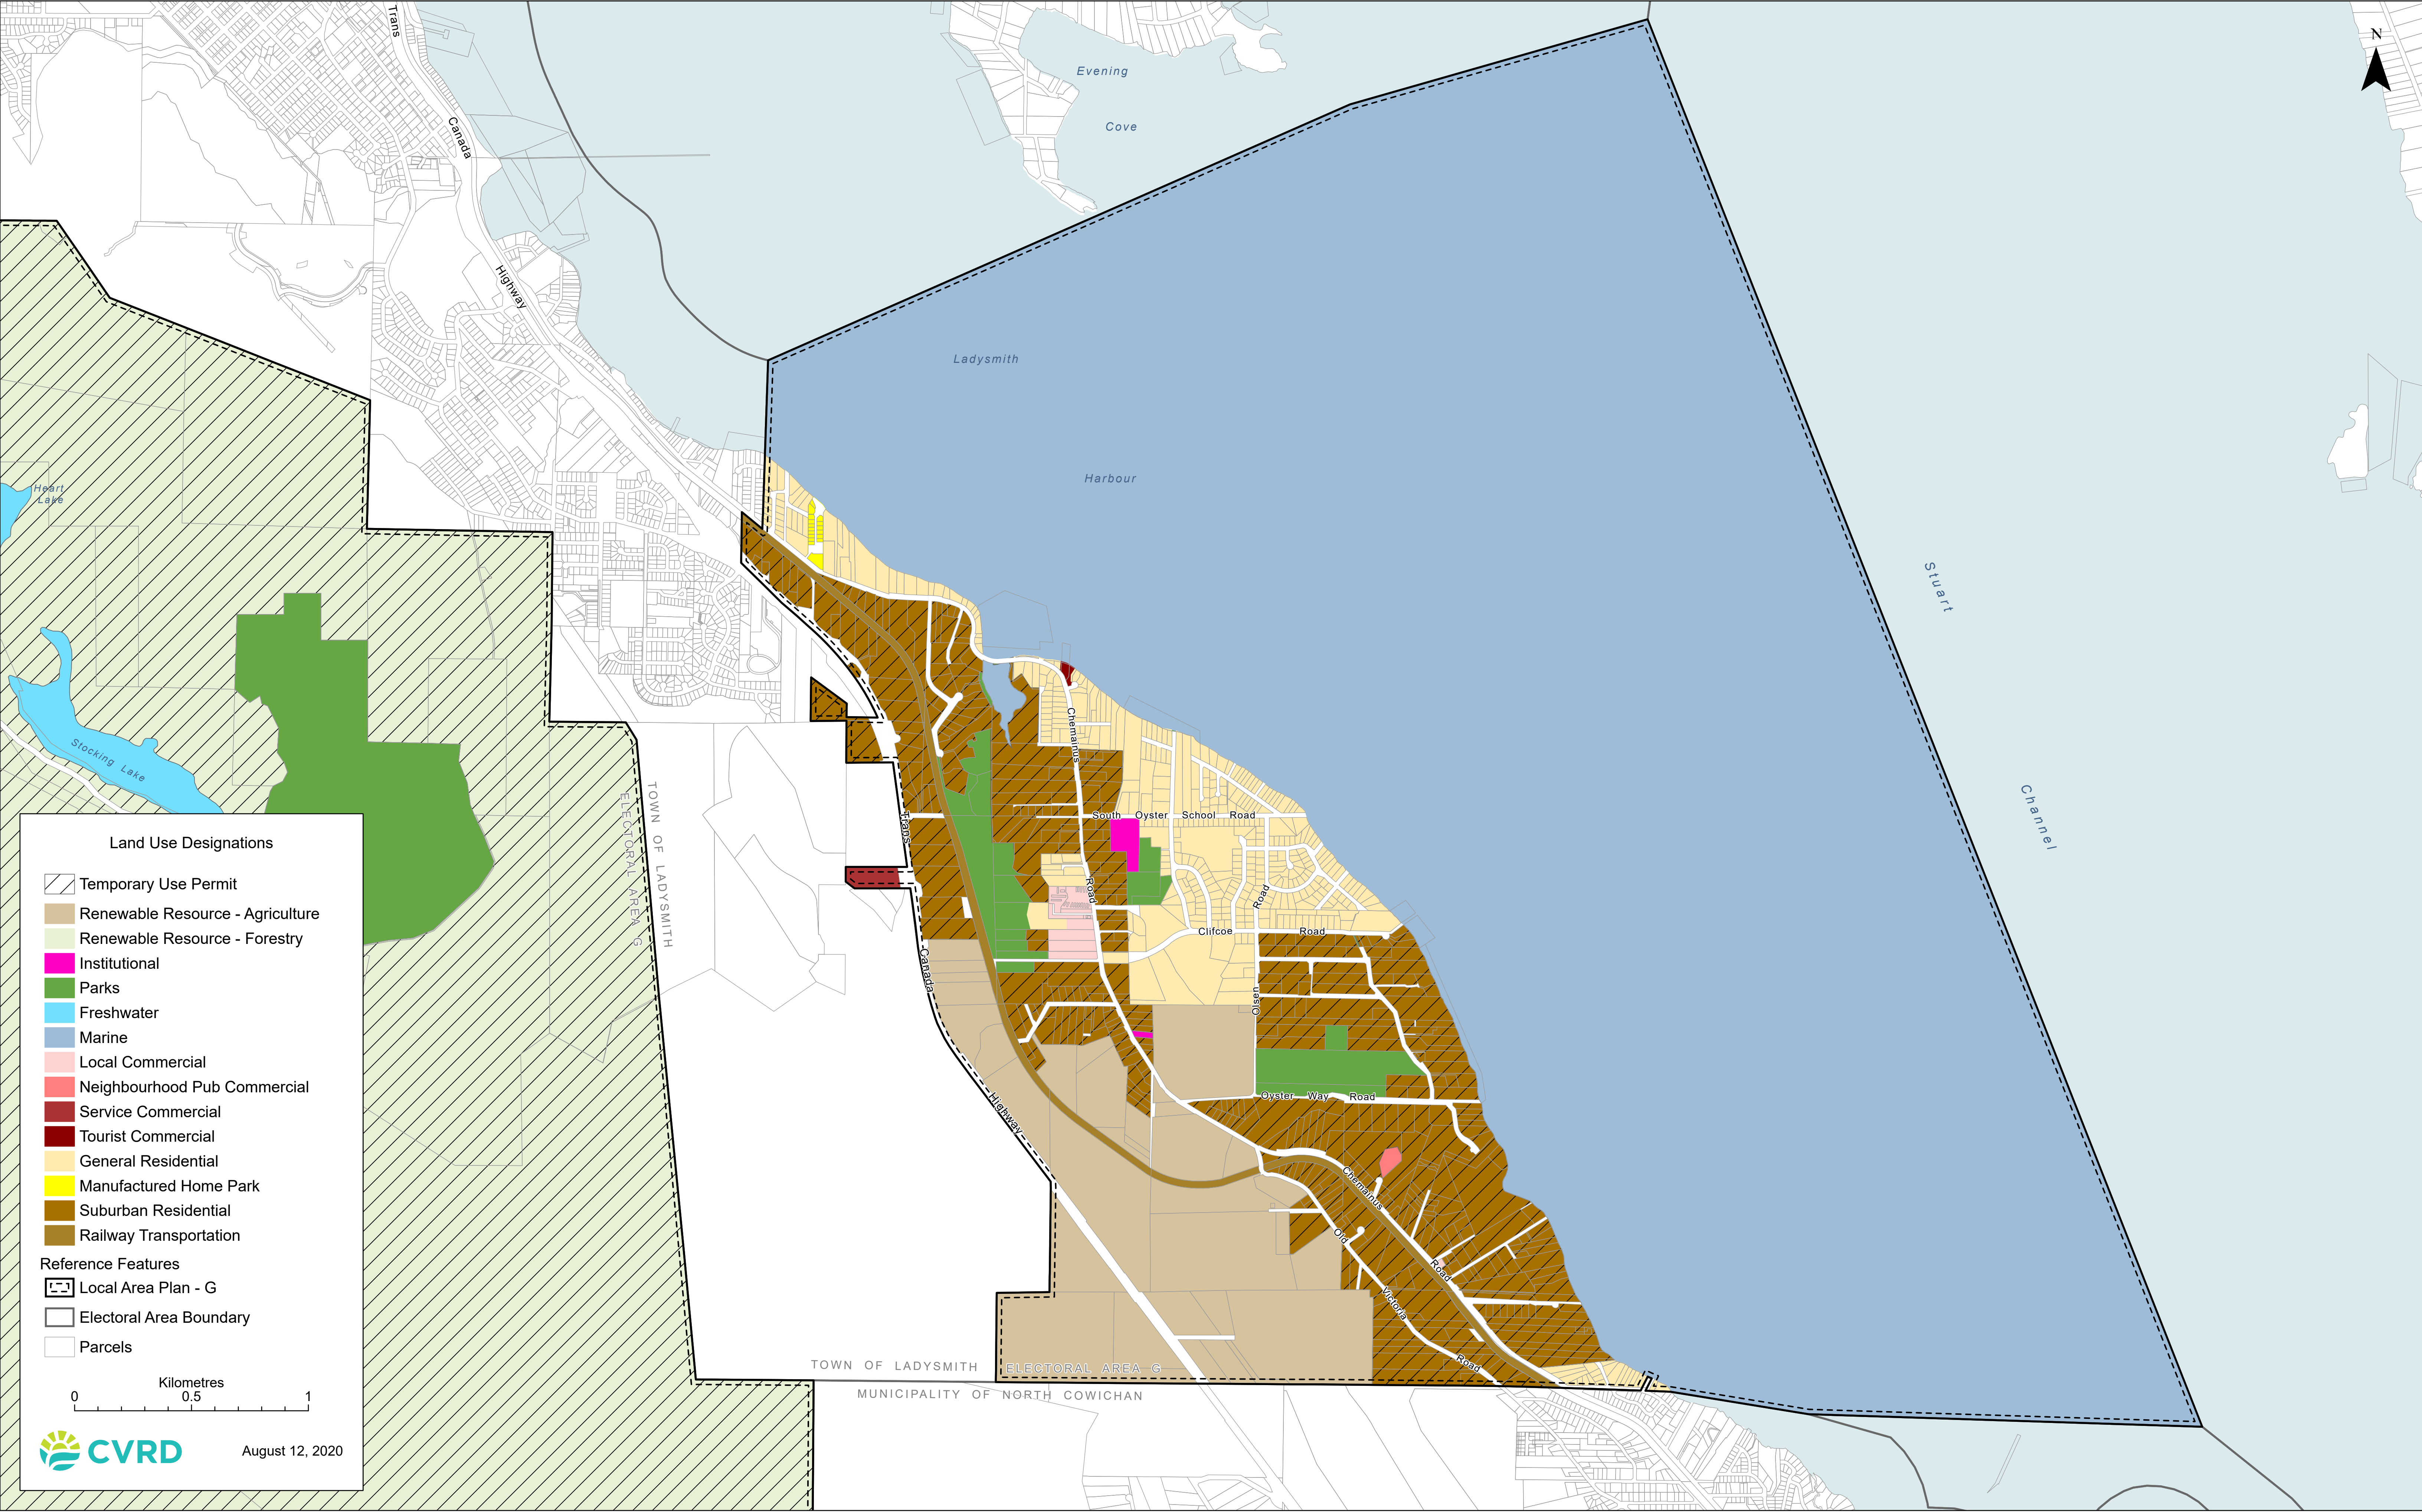 Trans
Canada
Highway
Evening
Cove
N
Ladysmith
Harbour
Stuart
Channel
Heart
Lake
Stocking Lake
TOWN OF LADYSMITH
ELECTORAL AREA G
Trans
Canada
Highway
Chemainus
Road
South Oyster School Road
Road
Clifcoe Road
Olsen
Oyster Way Road
Chemainus
Road
Old
Victoria
Road
TOWN OF LADYSMITH
ELECTORAL AREA G
MUNICIPALITY OF NORTH COWICHAN
Land Use Designations
Temporary Use Permit
Renewable Resource - Agriculture
Renewable Resource - Forestry
Institutional
Parks
Freshwater
Marine
Local Commercial
Neighbourhood Pub Commercial
Service Commercial
Tourist Commercial
General Residential
Manufactured Home Park
Suburban Residential
Railway Transportation
Reference Features
Local Area Plan - G
Electoral Area Boundary
Parcels
Kilometres
0 0.5 1
CVRD
August 12, 2020